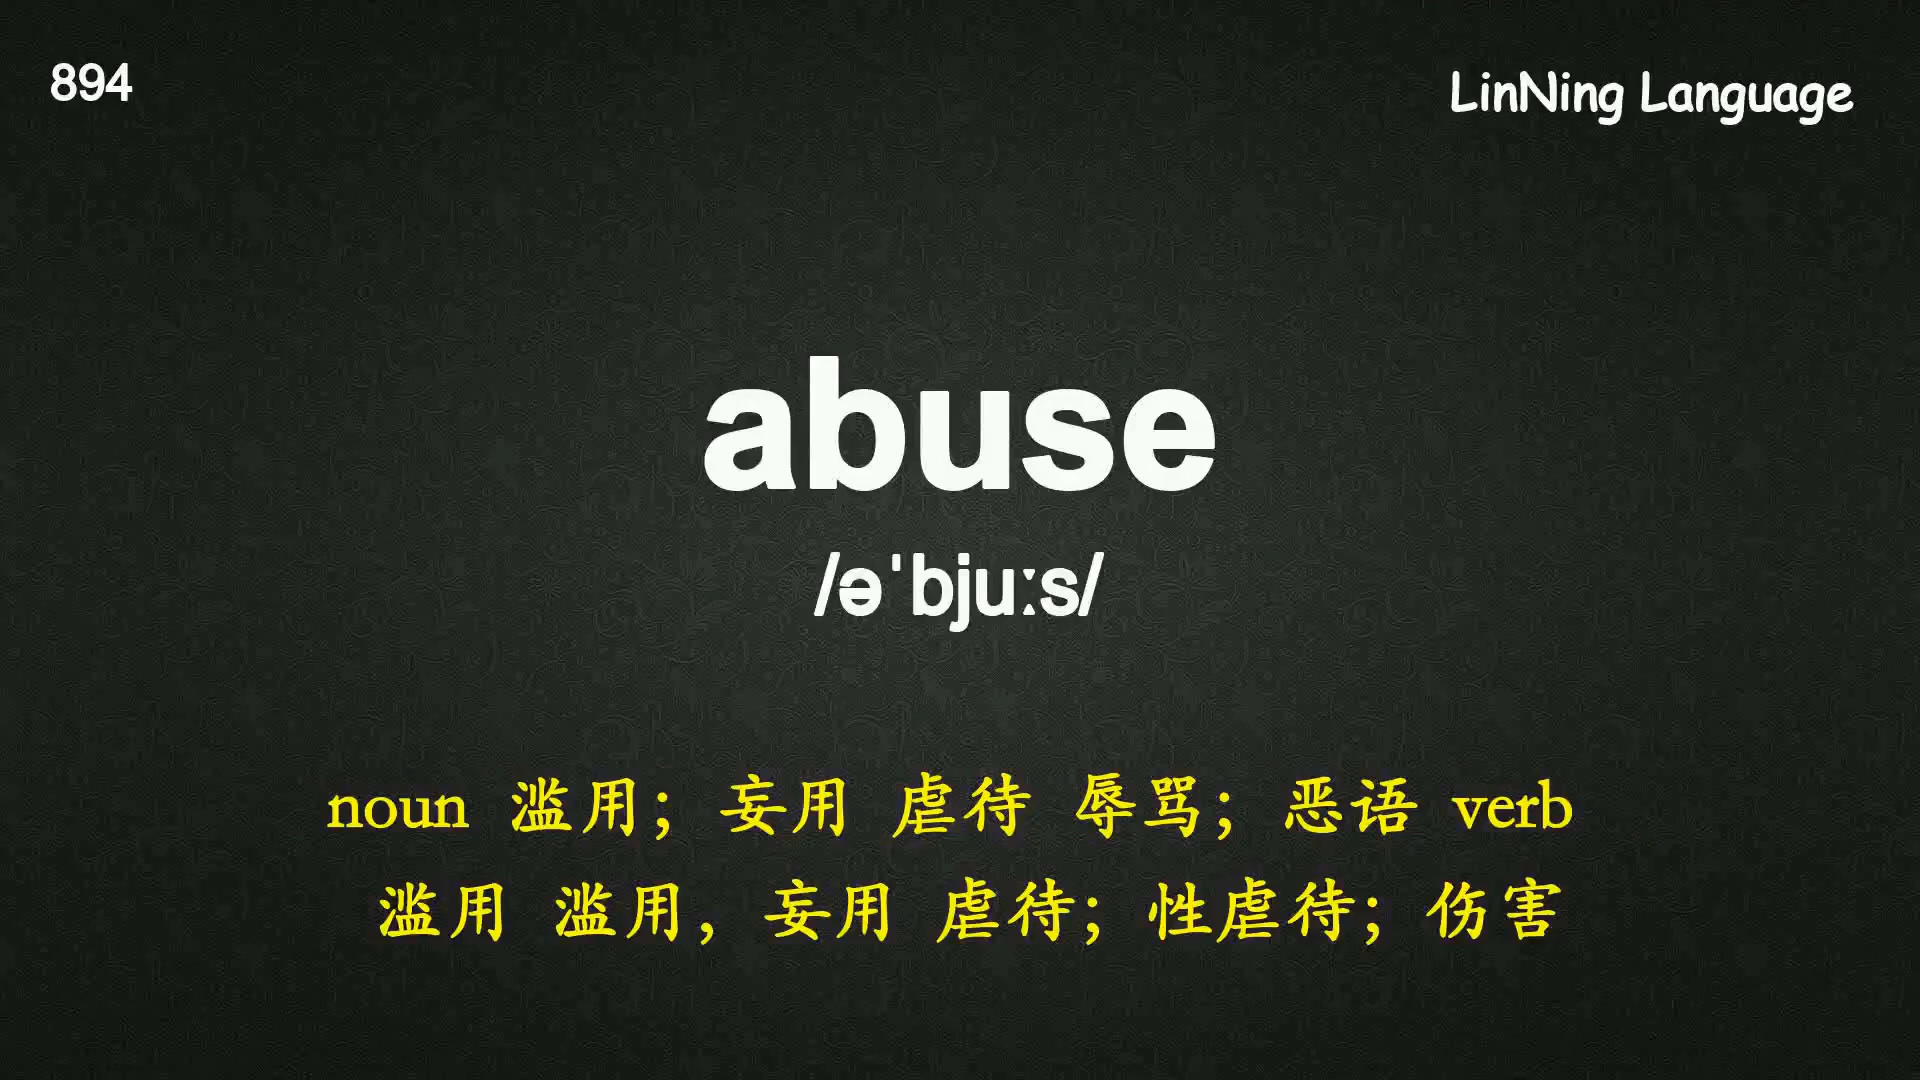 894
LinNing Language
abuse
/əˈbjuːs/
noun 滥用；妄用 虐待 辱骂；恶语 verb
滥用 滥用，妄用 虐待；性虐待；伤害